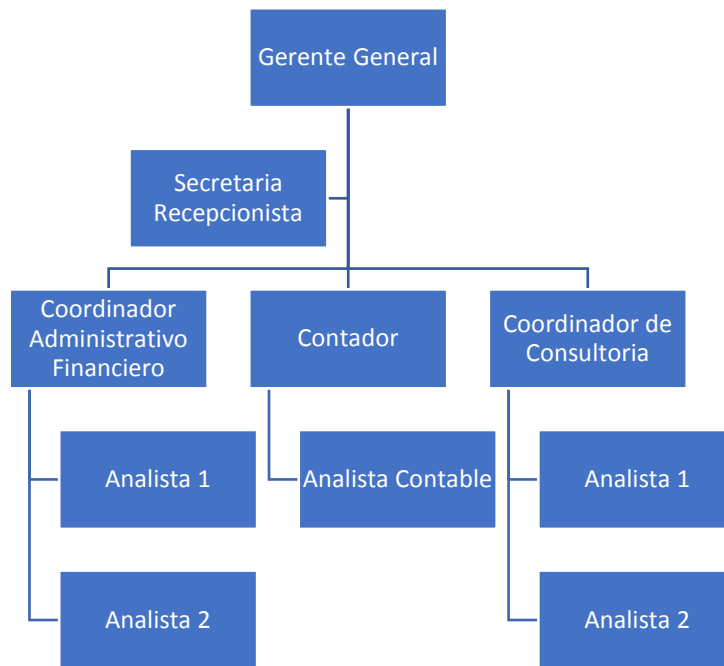 Gerente General
Secretaria
Recepcionista
Coordinador
Administrativo
Financiero
Contador
Coordinador de
Consultoria
Analista 1
Analista Contable
Analista 1
Analista 2
Analista 2